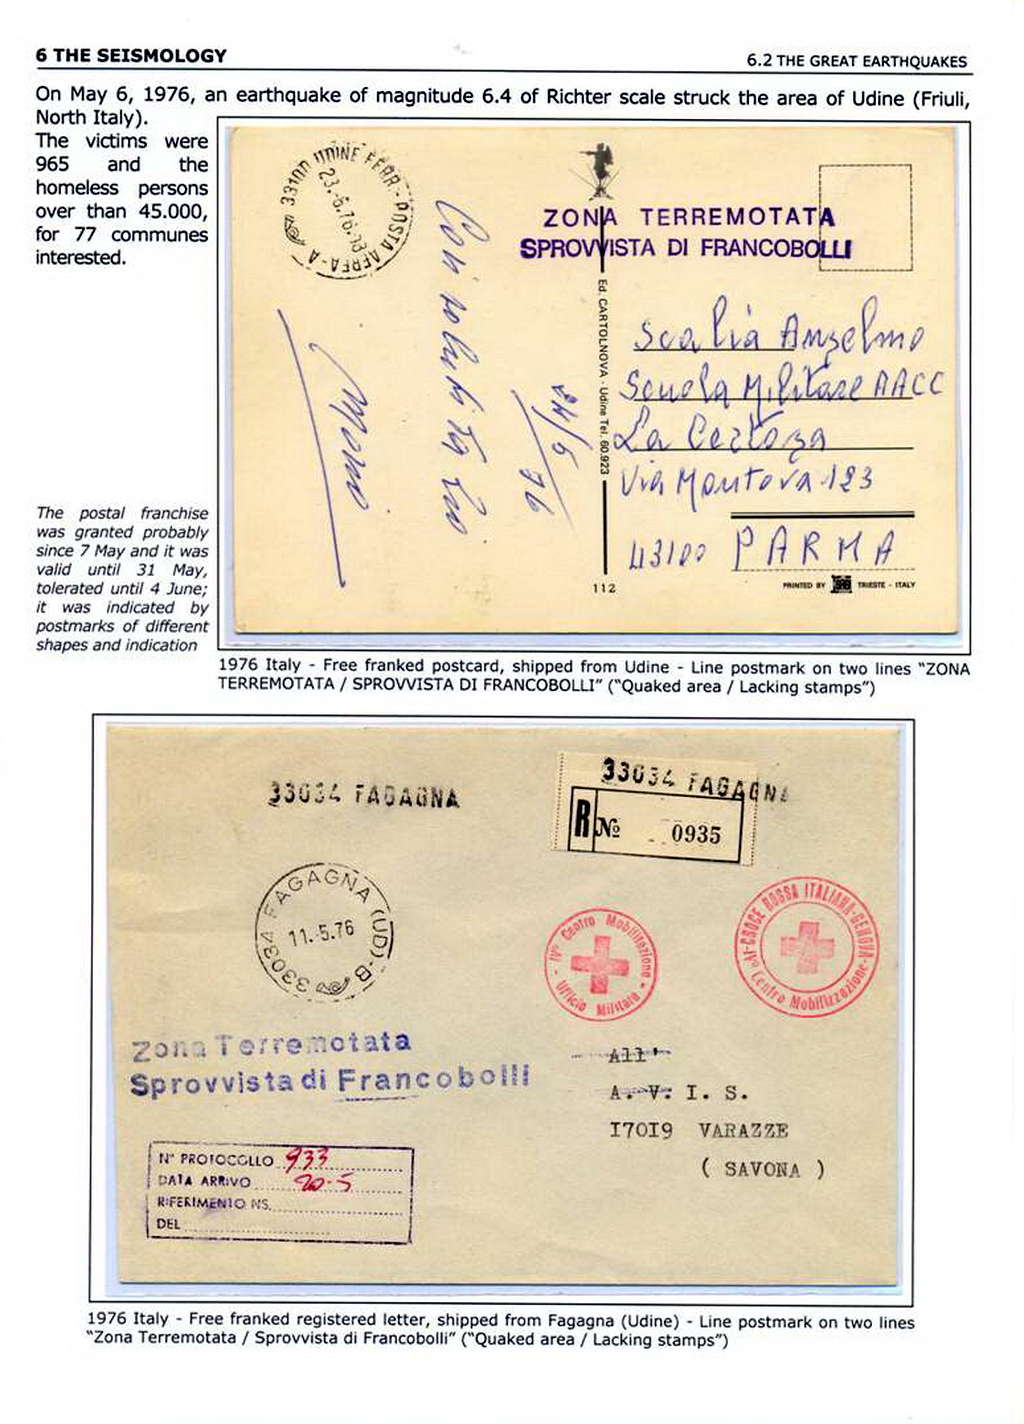 6 THE SEISMOLOGY
6.2 THE GREAT EARTHQUAKES
On May 6, 1976, an earthquake of magnitude 6.4 of Richter scale struck the area of Udine (Friuli,
North Italy).
The victims were
965 and the
homeless persons
over than 45.000,
for 77 communes
interested.
33100 UDINE FERR.-POSTA AEREA-A
23.-5.76
ZONA TERREMOTATA
SPROVVISTA DI FRANCOBOLLI
Ed. CARTOLNOVA - Udine Tel. 60.923
24/5
76
Scalia Anselmo
Scuola Militare AACC
La Certoza
Via Mantova 123
43100 PARMA
112
PRINTED BY TRIESTE - ITALY
The postal franchise
was granted probably
since 7 May and it was
valid until 31 May,
tolerated until 4 June;
it was indicated by
postmarks of different
shapes and indication
1976 Italy - Free franked postcard, shipped from Udine - Line postmark on two lines "ZONA
TERREMOTATA / SPROVVISTA DI FRANCOBOLLI" ("Quaked area / Lacking stamps")
33034 FAGAGNA
33034 FAGAGNA
R No 0935
33034 FAGAGNA (UD)-B
11.-5.76
IV° Centro Mobilitazione
Ufficio Militare
CROCE ROSSA ITALIANA-GENOVA
Centro Mobilitazione
Zona Terremotata
Sprovvista di Francobolli
All'
A. V. I. S.
I70I9 VARAZZE
( SAVONA )
N° PROTOCOLLO 933
DATA ARRIVO 20-5
RIFERIMENTO NS.
DEL
1976 Italy - Free franked registered letter, shipped from Fagagna (Udine) - Line postmark on two lines
"Zona Terremotata / Sprovvista di Francobolli" ("Quaked area / Lacking stamps")